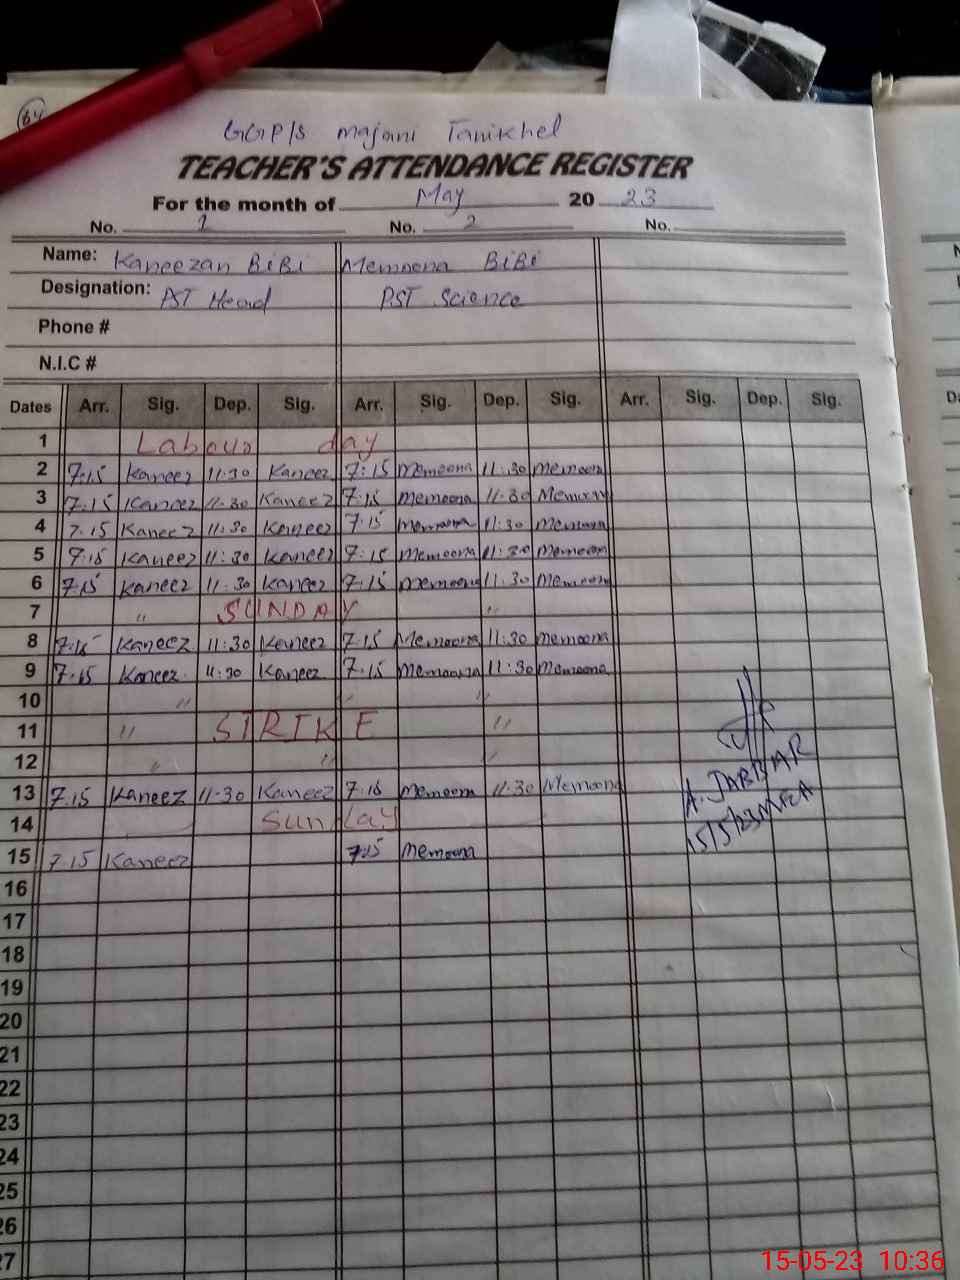 64
GGP/S majani Tanikhel
TEACHER'S ATTENDANCE REGISTER
For the month of May 20 23
No. 1 No. 2 No.
Name: Kaneezan BiBi Memoona BiBi
Designation: PST Head PST Science
Phone #
N.I.C #
Dates Arr. Sig. Dep. Sig. Arr. Sig. Dep. Sig. Arr. Sig. Dep. Sig.
1 Labour day
2 7:15 Kaneez 11:30 Kaneez 7:15 Memoona 11:30 Memoona
3 7:15 Kaneez 11:30 Kaneez 7:15 Memoona 11:30 Memoona
4 7.15 Kaneez 11:30 Kaneez 7:15 Memoona 11:30 Memoona
5 7:15 Kaneez 11:30 Kaneez 7:15 Memoona 11:30 Memoona
6 7:15 Kaneez 11:30 Kaneez 7:15 Memoona 11:30 Memoona
7 " SUNDAY "
8 7:15 Kaneez 11:30 Kaneez 7:15 Memoona 11:30 memoona
9 7.15 Kaneez 11:30 Kaneez 7:15 Memoona 11:30 Memoona
10 " " "
11 " STRIKE "
12 " " "
13 7.15 Kaneez 11-30 Kaneez 7:15 Memoona 11:30 Memoona
14 Sunday
15 7.15 Kaneez 7:15 Memoona
A. JABBAR
15/5/23 MEA
16
17
18
19
20
21
22
23
24
25
26
27
15-05-23 10:36